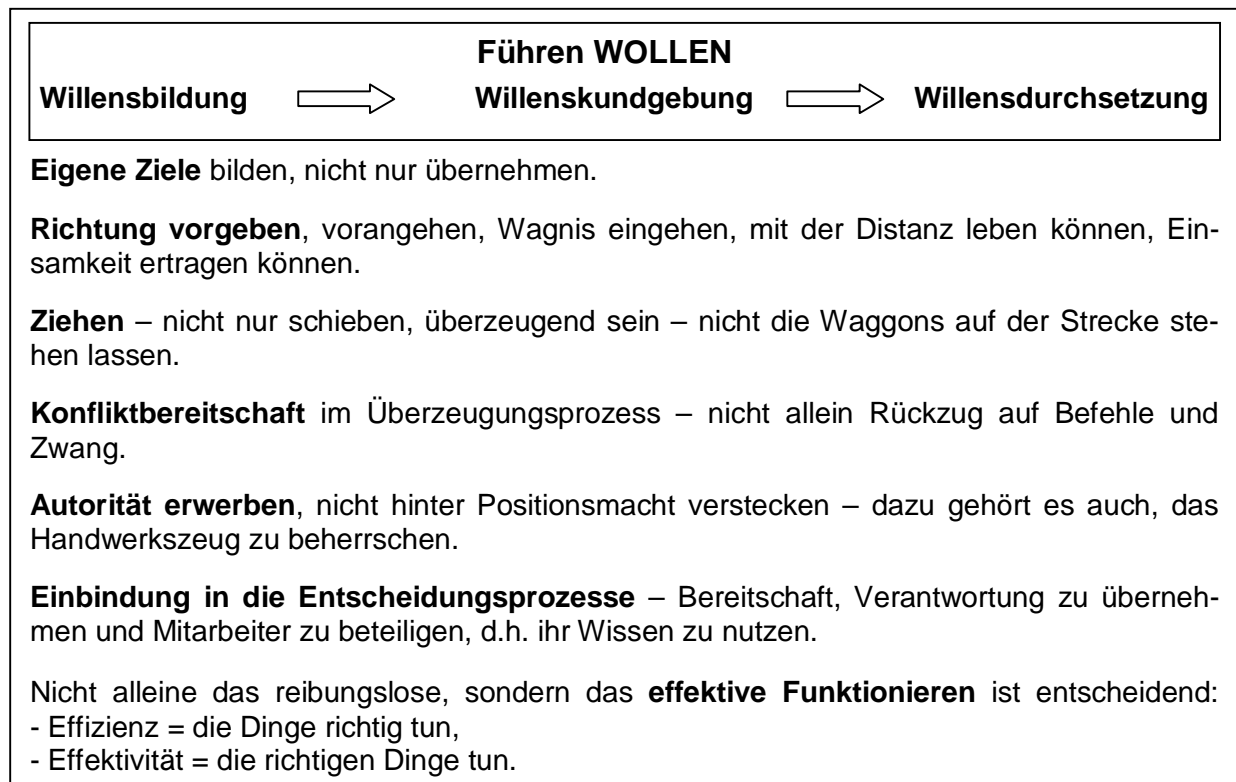 Führen WOLLEN
Willensbildung Willenskundgebung Willensdurchsetzung
Eigene Ziele bilden, nicht nur übernehmen.
Richtung vorgeben, vorangehen, Wagnis eingehen, mit der Distanz leben können, Ein-
samkeit ertragen können.
Ziehen – nicht nur schieben, überzeugend sein – nicht die Waggons auf der Strecke ste-
hen lassen.
Konfliktbereitschaft im Überzeugungsprozess – nicht allein Rückzug auf Befehle und
Zwang.
Autorität erwerben, nicht hinter Positionsmacht verstecken – dazu gehört es auch, das
Handwerkszeug zu beherrschen.
Einbindung in die Entscheidungsprozesse – Bereitschaft, Verantwortung zu überneh-
men und Mitarbeiter zu beteiligen, d.h. ihr Wissen zu nutzen.
Nicht alleine das reibungslose, sondern das effektive Funktionieren ist entscheidend:
- Effizienz = die Dinge richtig tun,
- Effektivität = die richtigen Dinge tun.